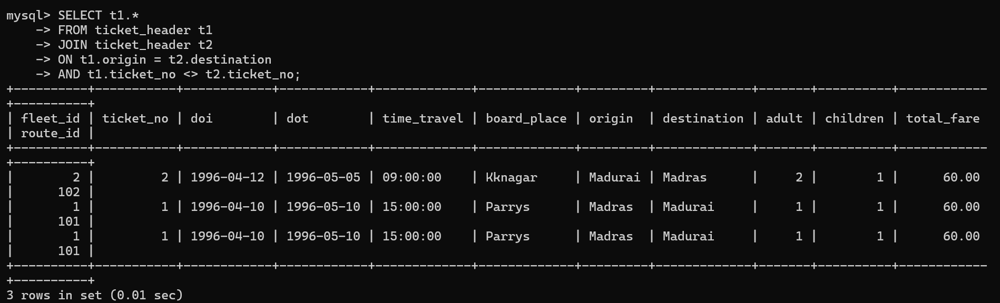 mysql> SELECT t1.*
    -> FROM ticket_header t1
    -> JOIN ticket_header t2
    -> ON t1.origin = t2.destination
    -> AND t1.ticket_no <> t2.ticket_no;
+----------+-----------+------------+------------+-------------+-------------+---------+-------------+-------+----------+------------
+----------+
| fleet_id | ticket_no | doi        | dot        | time_travel | board_place | origin  | destination | adult | children | total_fare
| route_id |
+----------+-----------+------------+------------+-------------+-------------+---------+-------------+-------+----------+------------
+----------+
|        2 |         2 | 1996-04-12 | 1996-05-05 | 09:00:00    | Kknagar     | Madurai | Madras      |     2 |        1 |      60.00
|      102 |
|        1 |         1 | 1996-04-10 | 1996-05-10 | 15:00:00    | Parrys      | Madras  | Madurai     |     1 |        1 |      60.00
|      101 |
|        1 |         1 | 1996-04-10 | 1996-05-10 | 15:00:00    | Parrys      | Madras  | Madurai     |     1 |        1 |      60.00
|      101 |
+----------+-----------+------------+------------+-------------+-------------+---------+-------------+-------+----------+------------
+----------+
3 rows in set (0.01 sec)